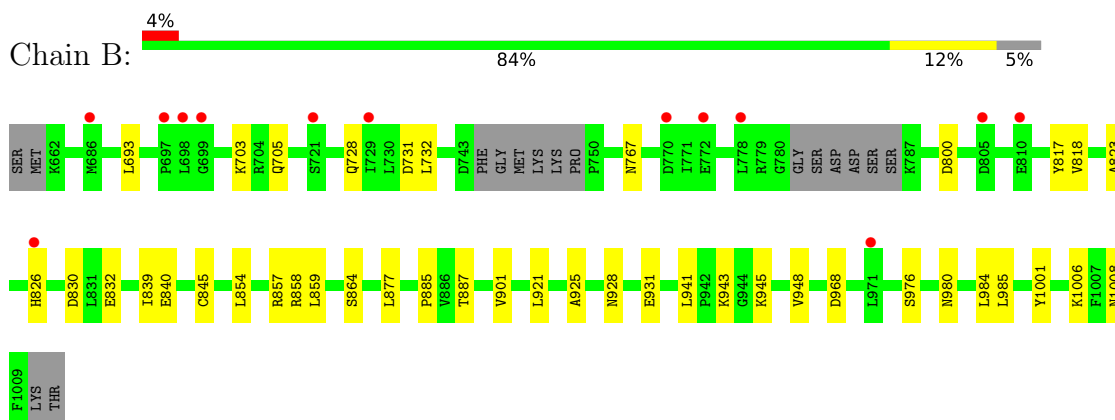 4%
Chain B:
84% 12% 5%
SER MET K662 M686 L693 P697 L698 G699 K703 R704 Q705 S721 Q728 I729 L730 D731 L732 D743 PHE GLY MET LYS LYS PRO P750 N767 D770 I771 E772 L778 R779 G780 GLY SER ASP ASP SER SER K787 D800 D805 E810 Y817 V818 A823
H826 D830 L831 E832 I839 E840 C845 L854 R857 R858 L859 S864 L877 P885 V886 T887 V901 L921 A925 N928 E931 L941 P942 K943 G944 K945 V948 D968 L971 S976 N980 L984 L985 Y1001 K1006 F1007 N1008
F1009 LYS THR